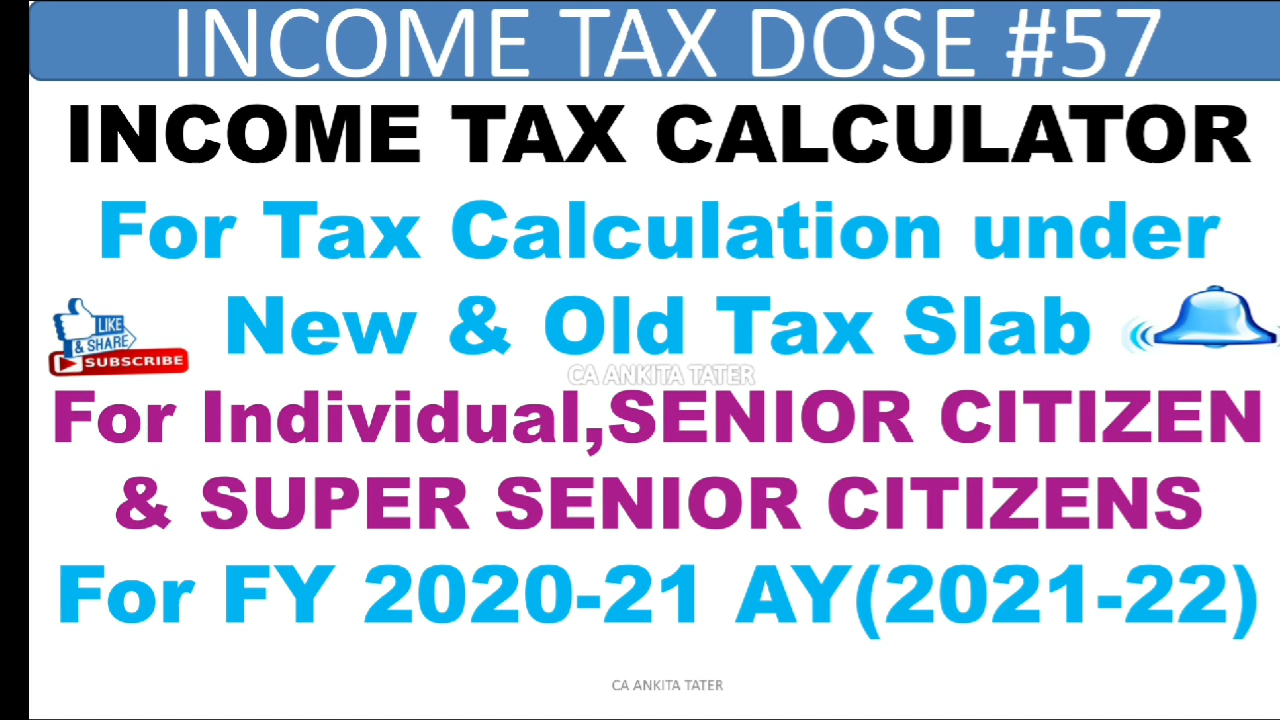 INCOME TAX DOSE #57
INCOME TAX CALCULATOR
For Tax Calculation under
New & Old Tax Slab
LIKE
& SHARE
SUBSCRIBE
CA ANKITA TATER
For Individual,SENIOR CITIZEN
& SUPER SENIOR CITIZENS
For FY 2020-21 AY(2021-22)
CA ANKITA TATER